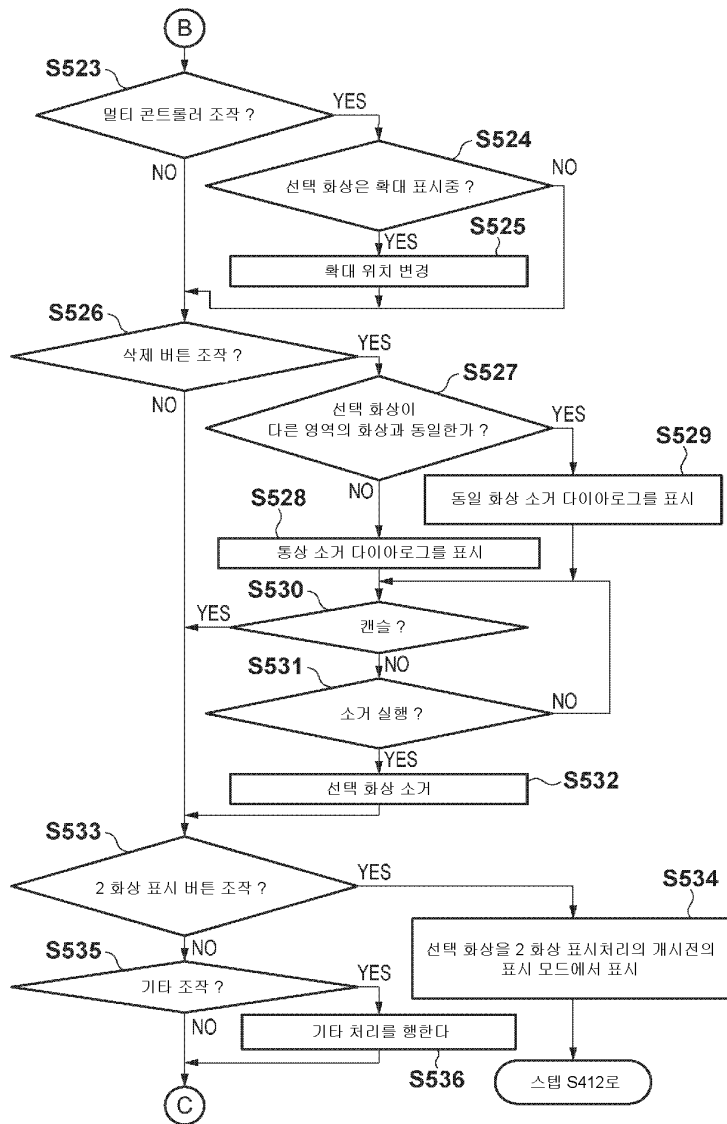 B
S523
멀티 콘트롤러 조작 ?
YES
NO
S524
선택 화상은 확대 표시중 ?
NO
YES
S525
확대 위치 변경
S526
삭제 버튼 조작 ?
YES
NO
S527
선택 화상이
다른 영역의 화상과 동일한가 ?
YES
NO
S529
동일 화상 소거 다이아로그를 표시
S528
통상 소거 다이아로그를 표시
S530
캔슬 ?
YES
NO
S531
소거 실행 ?
NO
YES
S532
선택 화상 소거
S533
2 화상 표시 버튼 조작 ?
YES
NO
S534
선택 화상을 2 화상 표시처리의 개시전의
표시 모드에서 표시
S535
기타 조작 ?
YES
NO
기타 처리를 행한다
S536
스텝 S412로
C